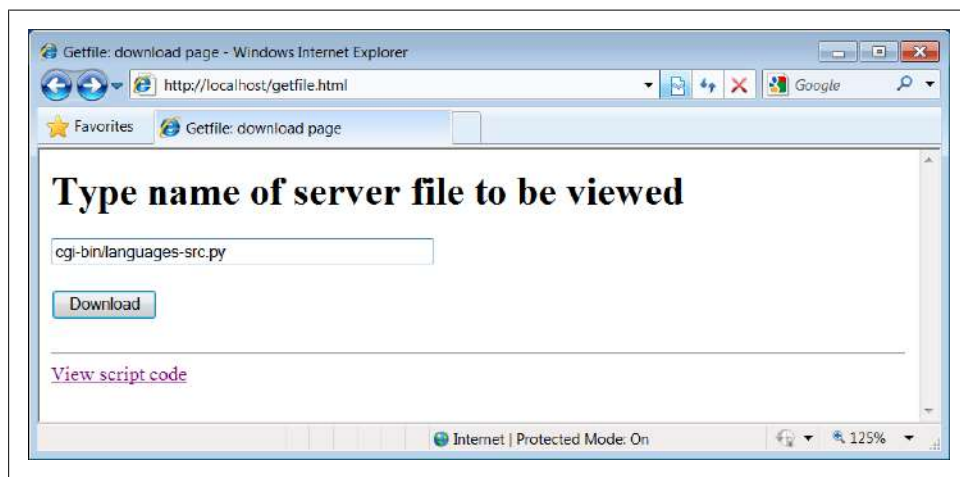 Getfile: download page - Windows Internet Explorer
http://localhost/getfile.html
Google
Favorites
Getfile: download page
Type name of server file to be viewed
cgi-bin/languages-src.py
Download
View script code
Internet | Protected Mode: On
125%